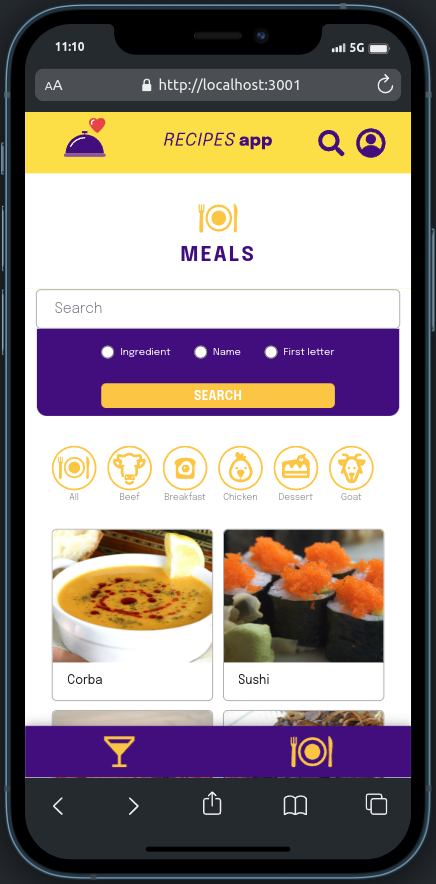 11:10
5G
AA
http://localhost:3001
RECIPES app
MEALS
Search
Ingredient Name First letter
SEARCH
All Beef Breakfast Chicken Dessert Goat
Corba Sushi